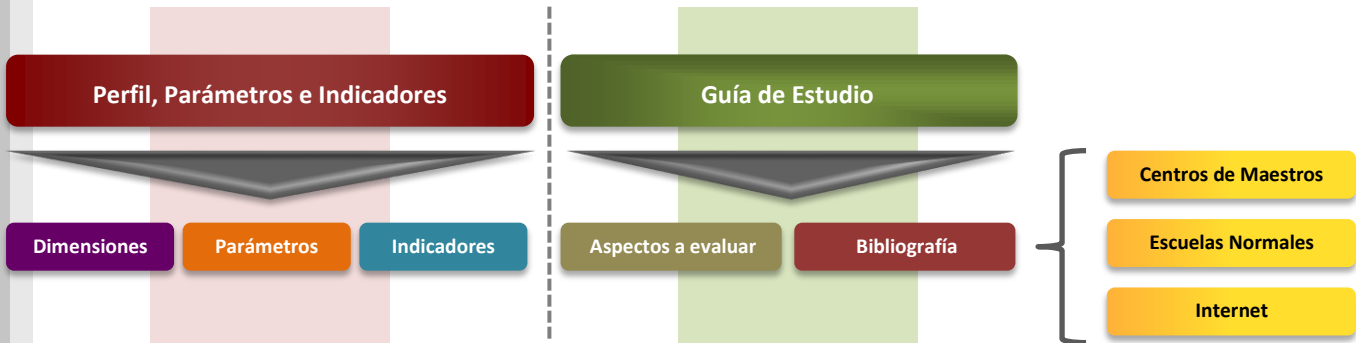 Perfil, Parámetros e Indicadores
Guía de Estudio
Dimensiones
Parámetros
Indicadores
Aspectos a evaluar
Bibliografía
Centros de Maestros
Escuelas Normales
Internet